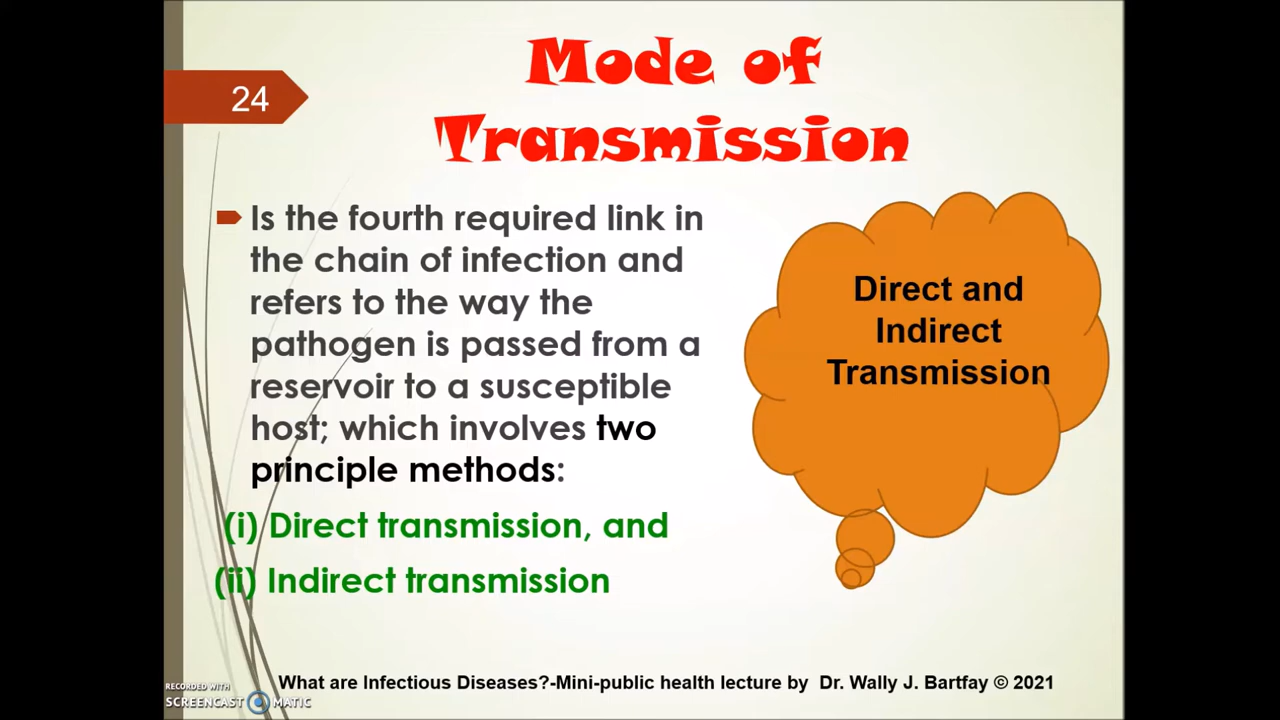 24
Mode of
Transmission
Is the fourth required link in
the chain of infection and
refers to the way the
pathogen is passed from a
reservoir to a susceptible
host; which involves two
principle methods:
(i) Direct transmission, and
(ii) Indirect transmission
Direct and
Indirect
Transmission
What are Infectious Diseases?-Mini-public health lecture by Dr. Wally J. Bartfay © 2021
RECORDED WITH
SCREENCAST MATIC